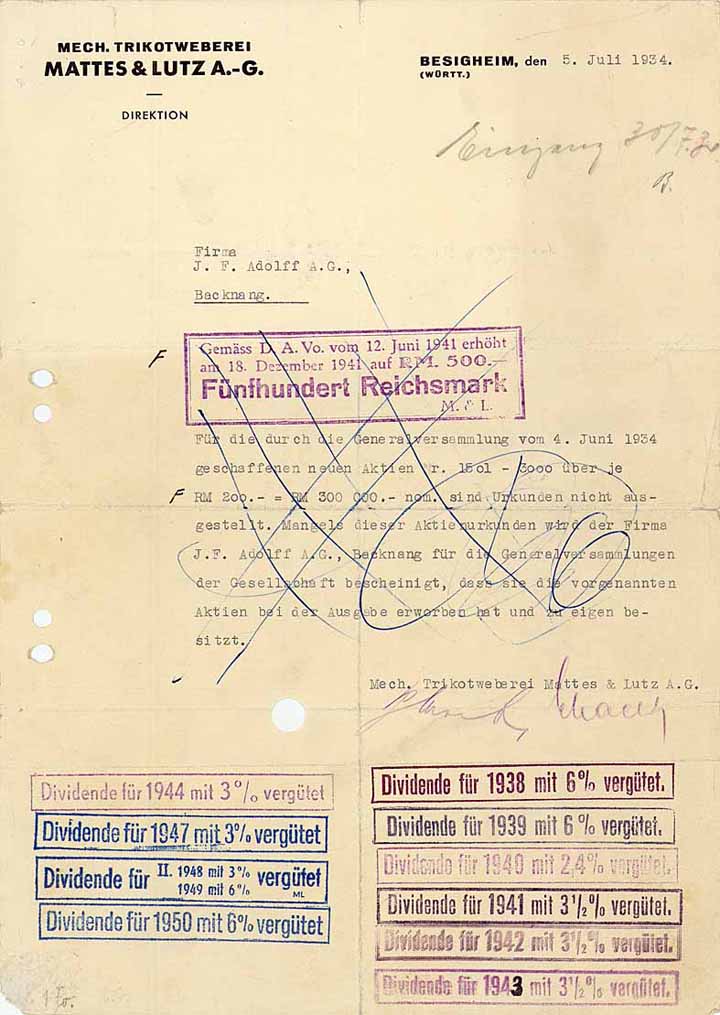 MECH. TRIKOTWEBEREI
MATTES & LUTZ A.-G.
DIREKTION
BESIGHEIM, den 5. Juli 1934.
(WÜRTT.)
Eingang 30/7.34
B.
Firma
J. F. Adolff A.G.,
Backnang.
Gemäss D. A. Vo. vom 12. Juni 1941 erhöht
am 18. Dezember 1941 auf RM. 500.—
Fünfhundert Reichsmark
M. & L.
F
Für die durch die Generalversammlung vom 4. Juni 1934
geschaffenen neuen Aktien Nr. 1501 - 3000 über je
F RM 200.- = RM 300 000.- nom. sind Urkunden nicht aus-
gestellt. Mangels dieser Aktienurkunden wird der Firma
J.F. Adolff A.G., Backnang für die Generalversammlungen
der Gesellschaft bescheinigt, dass sie die vorgenannten
Aktien bei der Ausgabe erworben hat und zu eigen be-
sitzt.
Mech. Trikotweberei Mattes & Lutz A.G.
Dividende für 1944 mit 3% vergütet
Dividende für 1947 mit 3% vergütet
Dividende für II. 1948 mit 3% 1949 mit 6% vergütet
ML
Dividende für 1950 mit 6% vergütet
Dividende für 1938 mit 6% vergütet.
Dividende für 1939 mit 6% vergütet.
Dividende für 1940 mit 2,4% vergütet.
Dividende für 1941 mit 3½% vergütet.
Dividende für 1942 mit 3½% vergütet.
Dividende für 1943 mit 3½% vergütet.